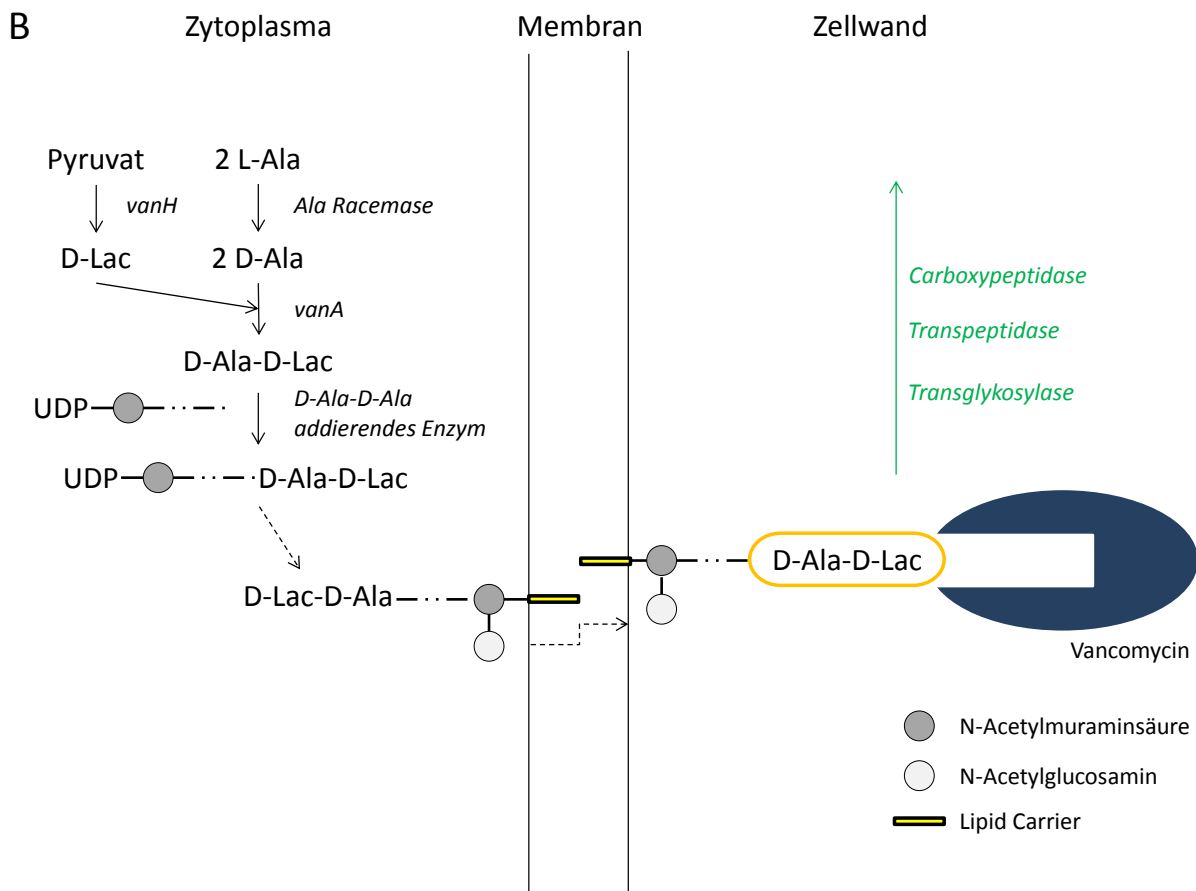 B
Zytoplasma
Membran
Zellwand
Pyruvat
2 L-Ala
vanH
Ala Racemase
D-Lac
2 D-Ala
vanA
D-Ala-D-Lac
UDP
D-Ala-D-Ala
addierendes Enzym
UDP
D-Ala-D-Lac
D-Lac-D-Ala
Carboxypeptidase
Transpeptidase
Transglykosylase
D-Ala-D-Lac
Vancomycin
N-Acetylmuraminsäure
N-Acetylglucosamin
Lipid Carrier